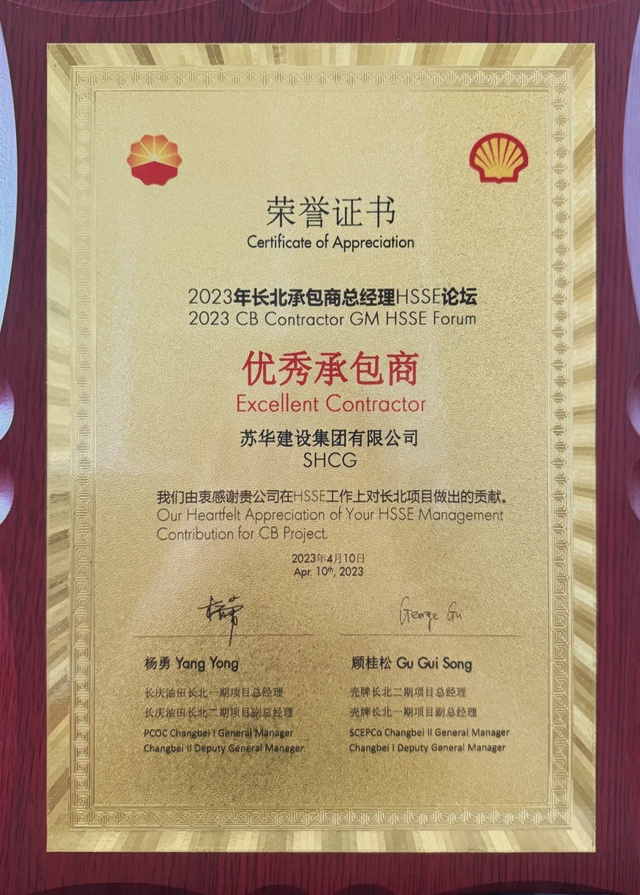 荣誉证书
Certificate of Appreciation
2023年长北承包商总经理HSSE论坛
2023 CB Contractor GM HSSE Forum
优秀承包商
Excellent Contractor
苏华建设集团有限公司
SHCG
我们由衷感谢贵公司在HSSE工作上对长北项目做出的贡献。
Our Heartfelt Appreciation of Your HSSE Management
Contribution for CB Project.
2023年4月10日
Apr. 10th, 2023
George Gu
杨勇 Yang Yong
长庆油田长北一期项目总经理
长庆油田长北二期项目副总经理
PCOC Changbei I General Manager
Changbei II Deputy General Manager
顾桂松 Gu Gui Song
壳牌长北二期项目总经理
壳牌长北一期项目副总经理
SCEPCo Changbei II General Manager
Changbei I Deputy General Manager